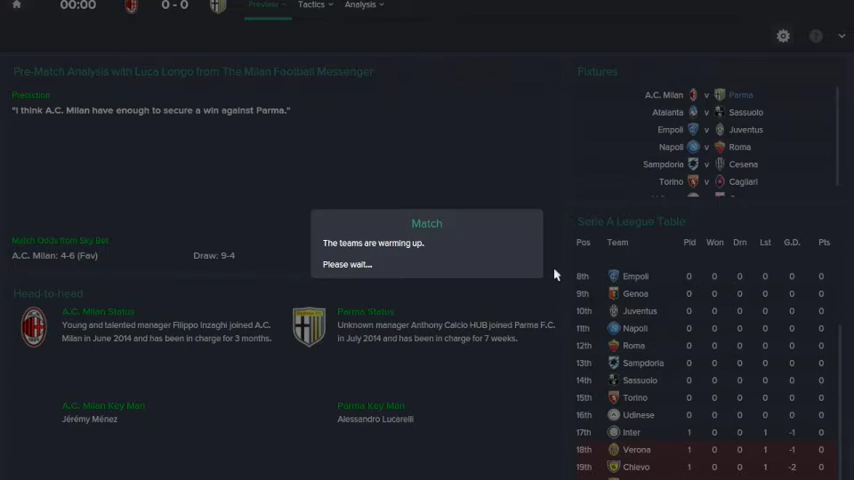 00:00 0 - 0 Preview Tactics Analysis
Pre-Match Analysis with Luca Longo from The Milan Football Messenger
Prediction
"I think A.C. Milan have enough to secure a win against Parma."
Match Odds from Sky Bet
A.C. Milan: 4-6 (Fav) Draw: 9-4
Head-to-head
A.C. Milan Status
Young and talented manager Filippo Inzaghi joined A.C.
Milan in June 2014 and has been in charge for 3 months.
Parma Status
Unknown manager Anthony Calcio HUB joined Parma F.C.
in July 2014 and has been in charge for 7 weeks.
A.C. Milan Key Man
Jérémy Ménez
Parma Key Man
Alessandro Lucarelli
Match
The teams are warming up.
Please wait...
Fixtures
A.C. Milan v Parma
Atalanta v Sassuolo
Empoli v Juventus
Napoli v Roma
Sampdoria v Cesena
Torino v Cagliari
Serie A League Table
Pos Team Pld Won Drn Lst G.D. Pts
8th Empoli 0 0 0 0 0 0
9th Genoa 0 0 0 0 0 0
10th Juventus 0 0 0 0 0 0
11th Napoli 0 0 0 0 0 0
12th Roma 0 0 0 0 0 0
13th Sampdoria 0 0 0 0 0 0
14th Sassuolo 0 0 0 0 0 0
15th Torino 0 0 0 0 0 0
16th Udinese 0 0 0 0 0 0
17th Inter 1 0 0 1 -1 0
18th Verona 1 0 0 1 -1 0
19th Chievo 1 0 0 1 -2 0